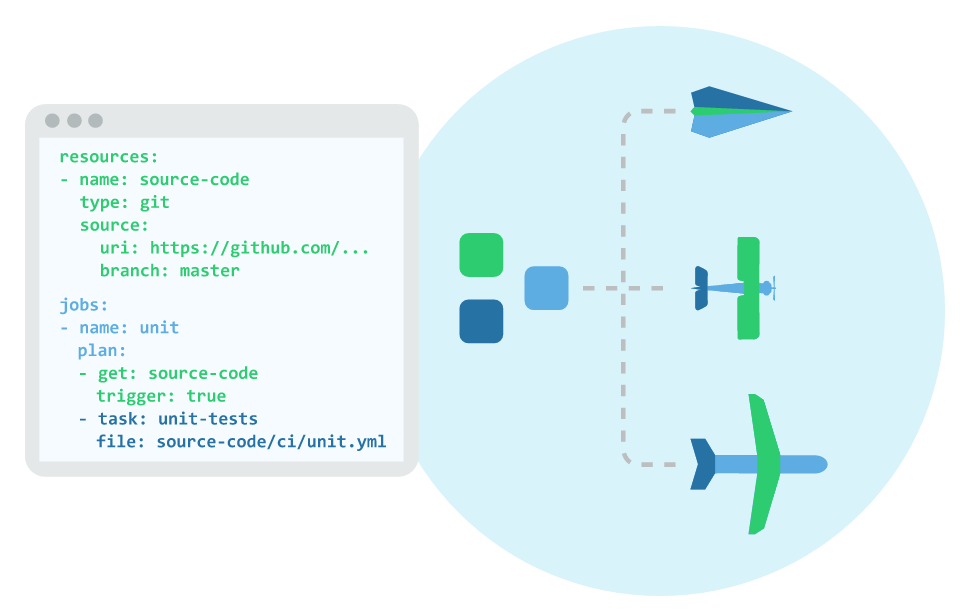 resources:
- name: source-code
  type: git
  source:
    uri: https://github.com/...
    branch: master
jobs:
- name: unit
  plan:
  - get: source-code
    trigger: true
  - task: unit-tests
    file: source-code/ci/unit.yml